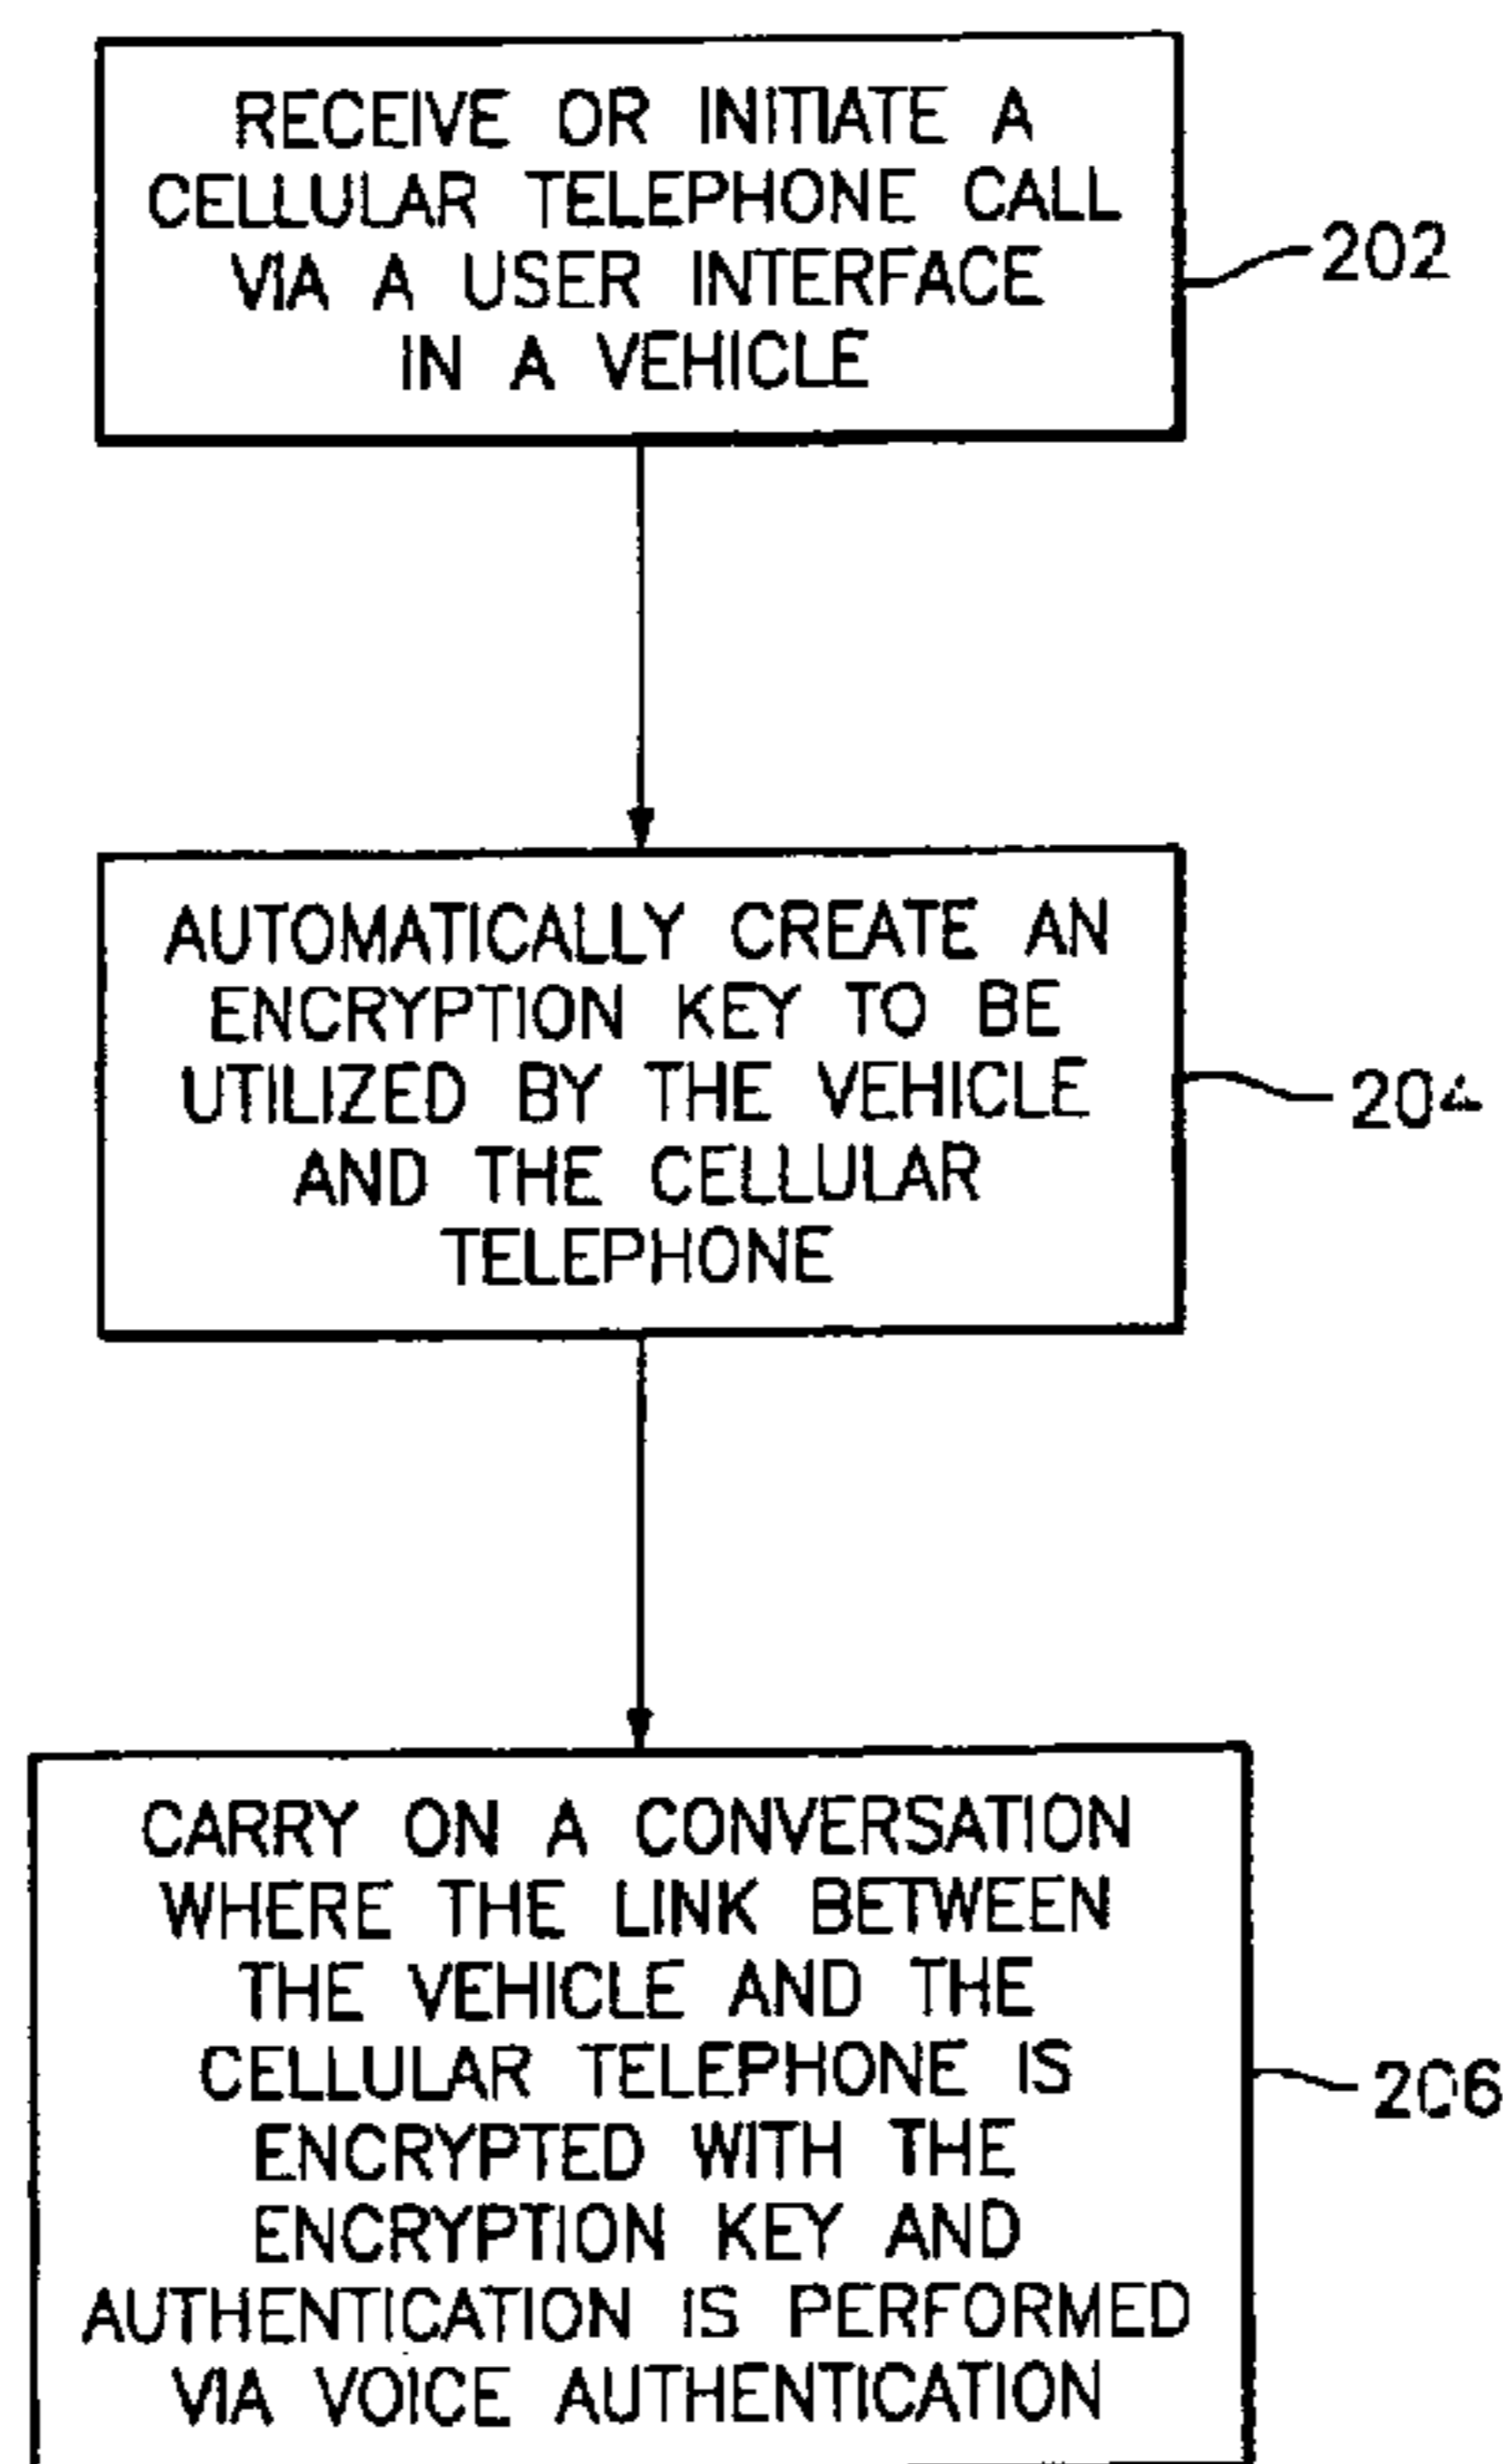 RECEIVE OR INITIATE A
CELLULAR TELEPHONE CALL
VIA A USER INTERFACE
IN A VEHICLE
202
AUTOMATICALLY CREATE AN
ENCRYPTION KEY TO BE
UTILIZED BY THE VEHICLE
AND THE CELLULAR
TELEPHONE
204
CARRY ON A CONVERSATION
WHERE THE LINK BETWEEN
THE VEHICLE AND THE
CELLULAR TELEPHONE IS
ENCRYPTED WITH THE
ENCRYPTION KEY AND
AUTHENTICATION IS PERFORMED
VIA VOICE AUTHENTICATION
206